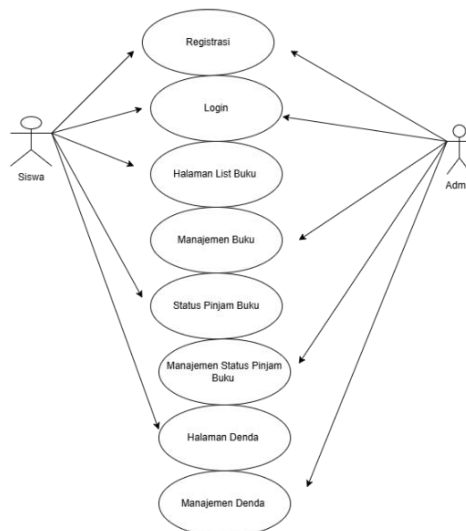 Registrasi
Login
Siswa
Halaman List Buku
Adm
Manajemen Buku
Status Pinjam Buku
Manajemen Status Pinjam
Buku
Halaman Denda
Manajemen Denda